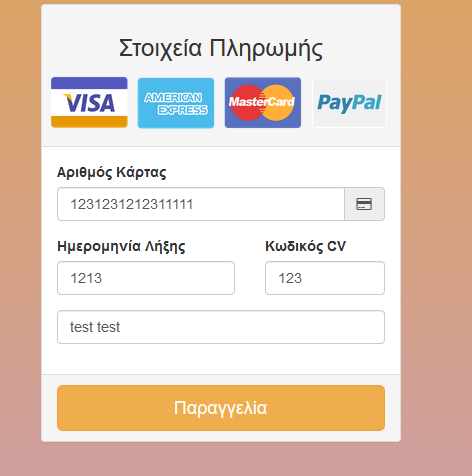 Στοιχεία Πληρωμής
VISA AMERICAN EXPRESS MasterCard PayPal
Αριθμός Κάρτας
1231231212311111
Ημερομηνία Λήξης Κωδικός CV
1213 123
test test
Παραγγελία